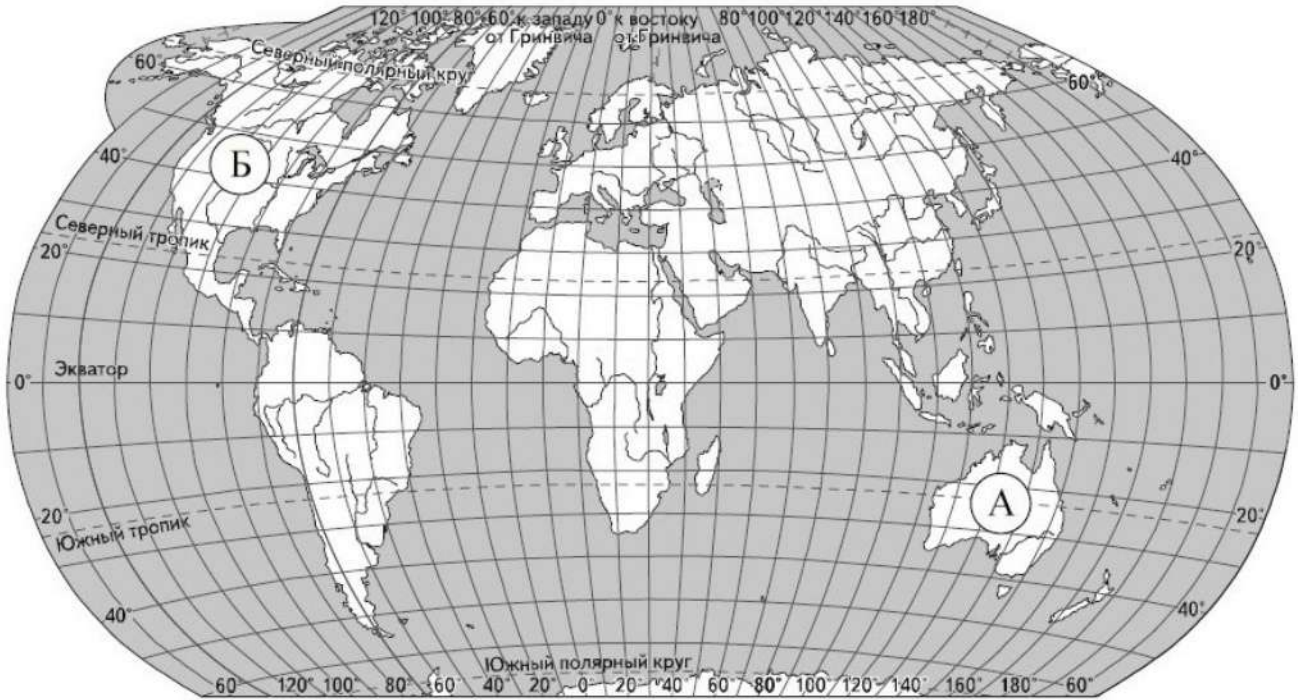 120° 100° 80° 60° к западу 0° к востоку 80° 100° 120° 140° 160° 180°
от Гринвича от Гринвича
Северный полярный круг
60° 60°
40° Б 40°
Северный тропик
20° 20°
Экватор
0° 0°
А
20° 20°
Южный тропик
40° 40°
Южный полярный круг
60° 120° 100° 80° 160° 40° 20° 0° 20° 40° 60° 80° 100° 120° 140° 160° 180° 60°